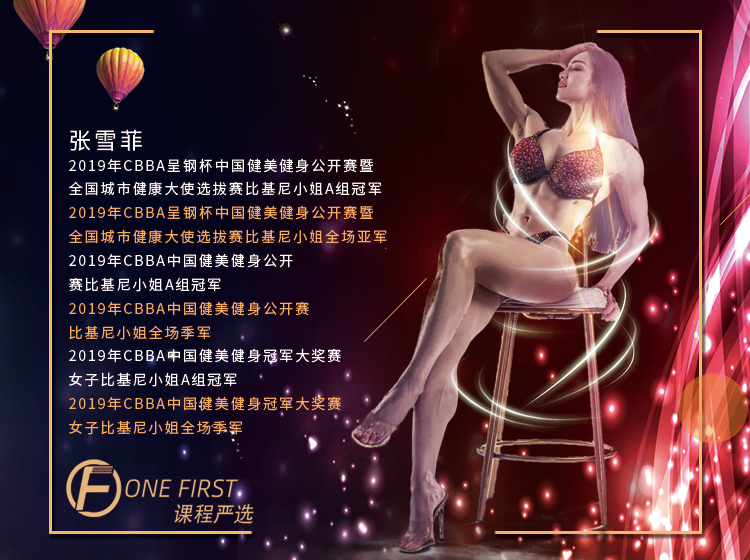 张雪菲
2019年CBBA呈钢杯中国健美健身公开赛暨
全国城市健康大使选拔赛比基尼小姐A组冠军
2019年CBBA呈钢杯中国健美健身公开赛暨
全国城市健康大使选拔赛比基尼小姐全场亚军
2019年CBBA中国健美健身公开
赛比基尼小姐A组冠军
2019年CBBA中国健美健身公开赛
比基尼小姐全场季军
2019年CBBA中国健美健身冠军大奖赛
女子比基尼小姐A组冠军
2019年CBBA中国健美健身冠军大奖赛
女子比基尼小姐全场季军
F ONE FIRST
课程严选